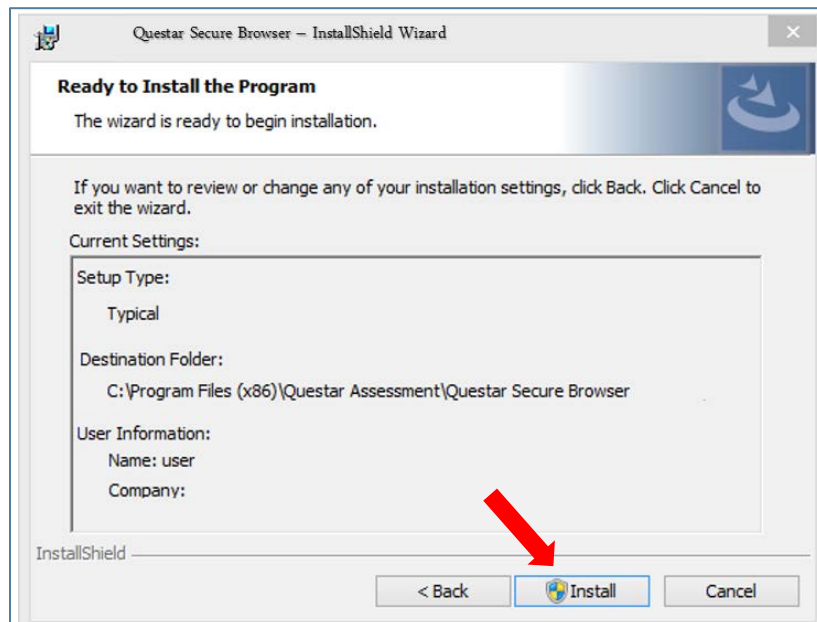 Questar Secure Browser – InstallShield Wizard
Ready to Install the Program
The wizard is ready to begin installation.
If you want to review or change any of your installation settings, click Back. Click Cancel to
exit the wizard.
Current Settings:
Setup Type:
Typical
Destination Folder:
C:\Program Files (x86)\Questar Assessment\Questar Secure Browser
User Information:
Name: user
Company:
InstallShield
< Back Install Cancel